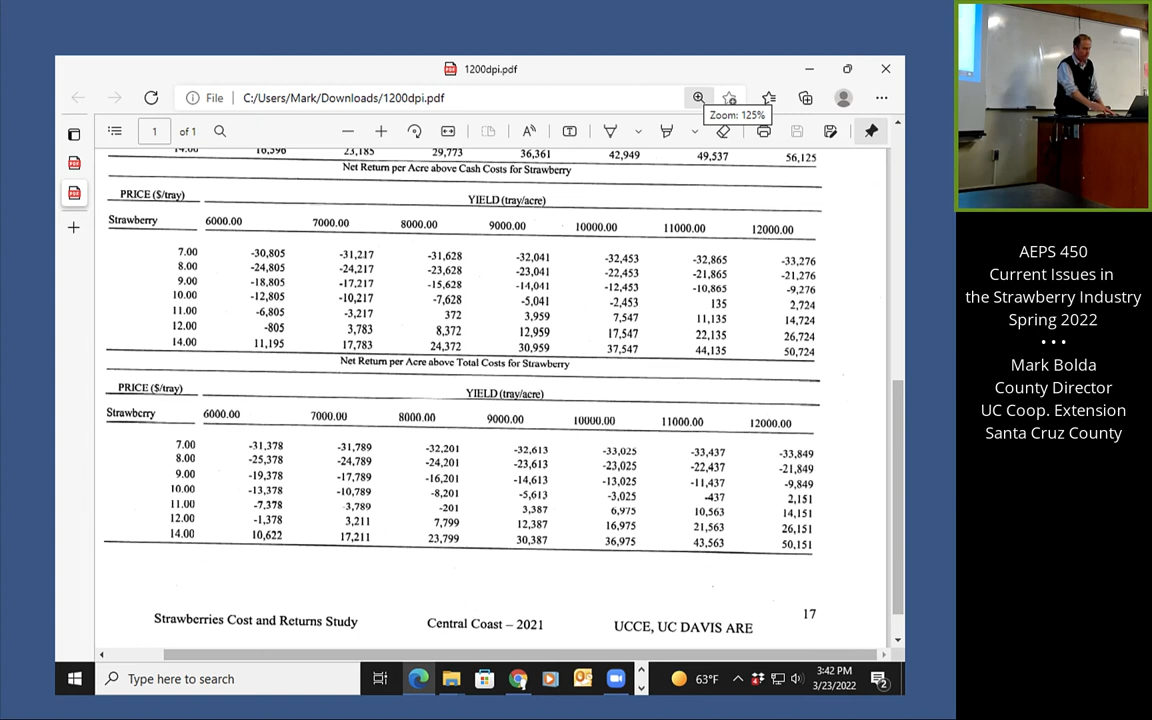 1200dpi.pdf
File C:/Users/Mark/Downloads/1200dpi.pdf
Zoom: 125%
1 of 1
14.00 16,596 23,185 29,773 36,361 42,949 49,537 56,125
Net Return per Acre above Cash Costs for Strawberry
PRICE ($/tray) YIELD (tray/acre)
Strawberry 6000.00 7000.00 8000.00 9000.00 10000.00 11000.00 12000.00
7.00 -30,805 -31,217 -31,628 -32,041 -32,453 -32,865 -33,276
8.00 -24,805 -24,217 -23,628 -23,041 -22,453 -21,865 -21,276
9.00 -18,805 -17,217 -15,628 -14,041 -12,453 -10,865 -9,276
10.00 -12,805 -10,217 -7,628 -5,041 -2,453 135 2,724
11.00 -6,805 -3,217 372 3,959 7,547 11,135 14,724
12.00 -805 3,783 8,372 12,959 17,547 22,135 26,724
14.00 11,195 17,783 24,372 30,959 37,547 44,135 50,724
Net Return per Acre above Total Costs for Strawberry
PRICE ($/tray) YIELD (tray/acre)
Strawberry 6000.00 7000.00 8000.00 9000.00 10000.00 11000.00 12000.00
7.00 -31,378 -31,789 -32,201 -32,613 -33,025 -33,437 -33,849
8.00 -25,378 -24,789 -24,201 -23,613 -23,025 -22,437 -21,849
9.00 -19,378 -17,789 -16,201 -14,613 -13,025 -11,437 -9,849
10.00 -13,378 -10,789 -8,201 -5,613 -3,025 -437 2,151
11.00 -7,378 -3,789 -201 3,387 6,975 10,563 14,151
12.00 -1,378 3,211 7,799 12,387 16,975 21,563 26,151
14.00 10,622 17,211 23,799 30,387 36,975 43,563 50,151
17
Strawberries Cost and Returns Study Central Coast – 2021 UCCE, UC DAVIS ARE
Type here to search 63°F 3:42 PM
3/23/2022 2
AEPS 450
Current Issues in
the Strawberry Industry
Spring 2022
• • •
Mark Bolda
County Director
UC Coop. Extension
Santa Cruz County